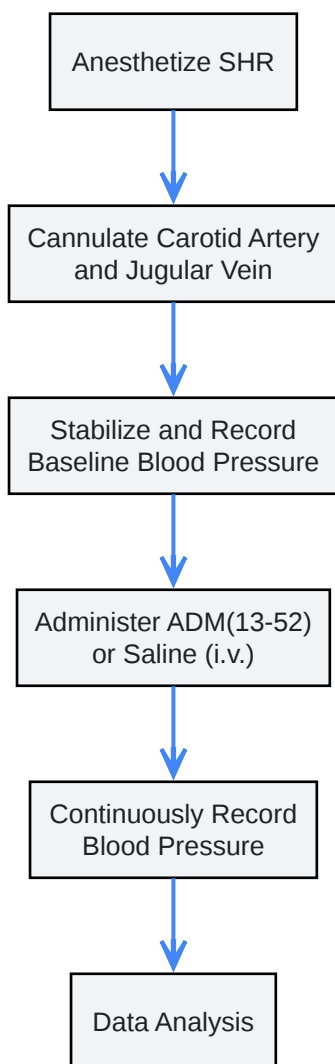 Anesthetize SHR
Cannulate Carotid Artery
and Jugular Vein
Stabilize and Record
Baseline Blood Pressure
Administer ADM(13-52)
or Saline (i.v.)
Continuously Record
Blood Pressure
Data Analysis